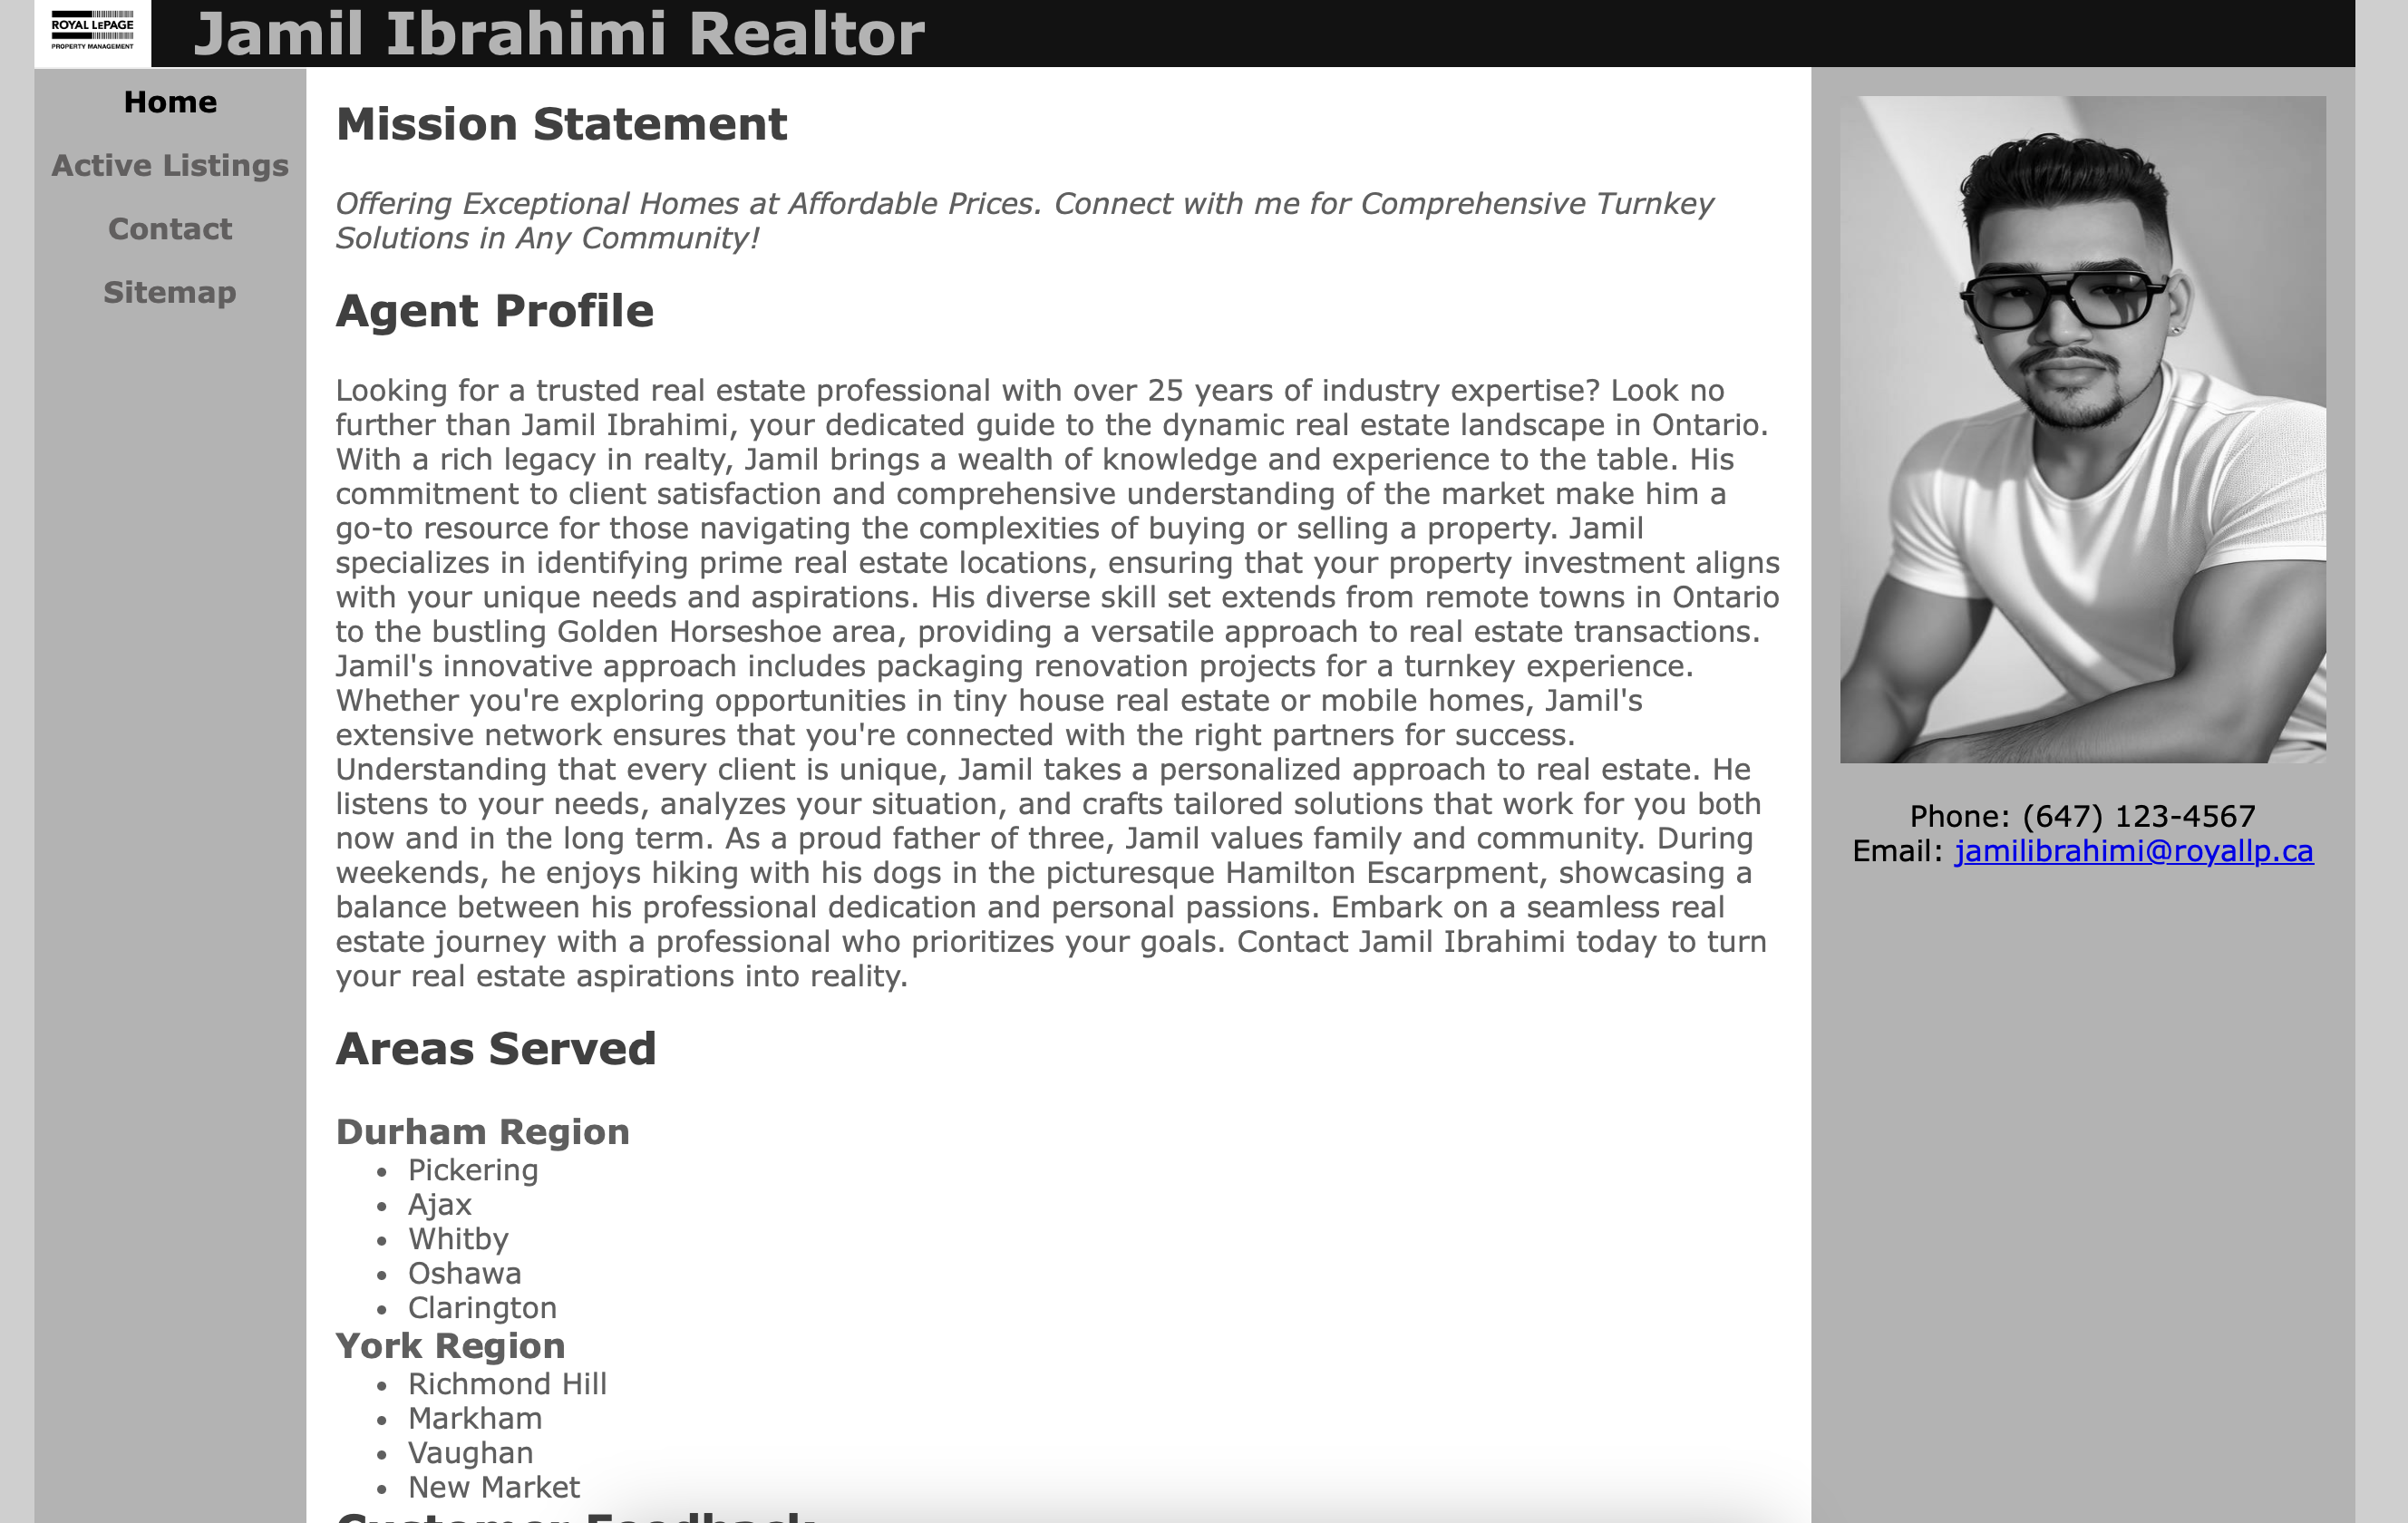 ROYAL LEPAGE
PROPERTY MANAGEMENT
Jamil Ibrahimi Realtor
Home
Active Listings
Contact
Sitemap
Mission Statement
Offering Exceptional Homes at Affordable Prices. Connect with me for Comprehensive Turnkey
Solutions in Any Community!
Agent Profile
Looking for a trusted real estate professional with over 25 years of industry expertise? Look no
further than Jamil Ibrahimi, your dedicated guide to the dynamic real estate landscape in Ontario.
With a rich legacy in realty, Jamil brings a wealth of knowledge and experience to the table. His
commitment to client satisfaction and comprehensive understanding of the market make him a
go-to resource for those navigating the complexities of buying or selling a property. Jamil
specializes in identifying prime real estate locations, ensuring that your property investment aligns
with your unique needs and aspirations. His diverse skill set extends from remote towns in Ontario
to the bustling Golden Horseshoe area, providing a versatile approach to real estate transactions.
Jamil's innovative approach includes packaging renovation projects for a turnkey experience.
Whether you're exploring opportunities in tiny house real estate or mobile homes, Jamil's
extensive network ensures that you're connected with the right partners for success.
Understanding that every client is unique, Jamil takes a personalized approach to real estate. He
listens to your needs, analyzes your situation, and crafts tailored solutions that work for you both
now and in the long term. As a proud father of three, Jamil values family and community. During
weekends, he enjoys hiking with his dogs in the picturesque Hamilton Escarpment, showcasing a
balance between his professional dedication and personal passions. Embark on a seamless real
estate journey with a professional who prioritizes your goals. Contact Jamil Ibrahimi today to turn
your real estate aspirations into reality.
Areas Served
Durham Region
• Pickering
• Ajax
• Whitby
• Oshawa
• Clarington
York Region
• Richmond Hill
• Markham
• Vaughan
• New Market
Customer Feedback
Phone: (647) 123-4567
Email: jamilibrahimi@royallp.ca